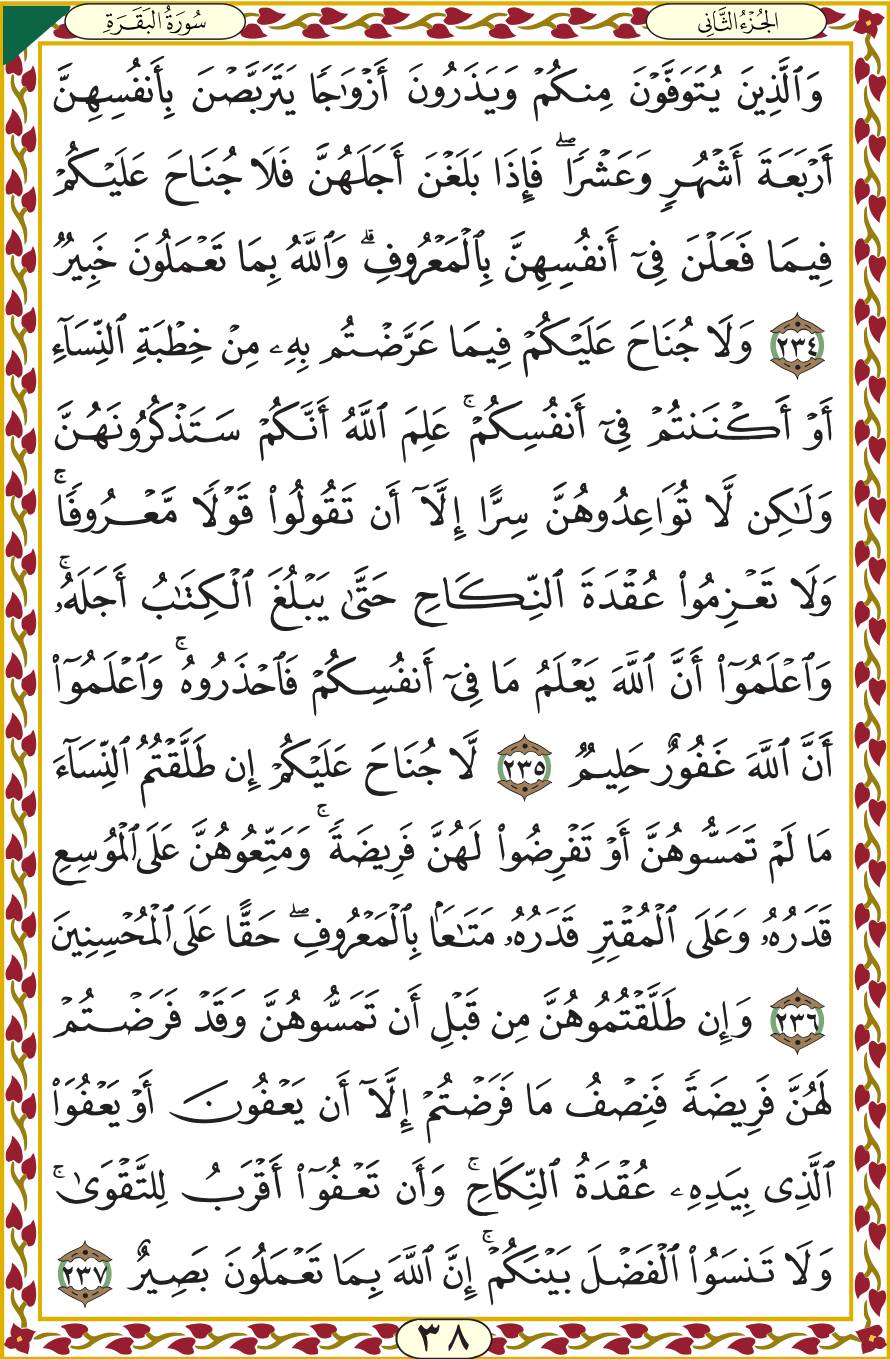 الجُزْءُ الثَّانِي
سُورَةُ البَقَرَةِ
وَٱلَّذِينَ يُتَوَفَّوْنَ مِنكُمْ وَيَذَرُونَ أَزْوَٰجًا يَتَرَبَّصْنَ بِأَنفُسِهِنَّ
أَرْبَعَةَ أَشْهُرٍ وَعَشْرًا ۖ فَإِذَا بَلَغْنَ أَجَلَهُنَّ فَلَا جُنَاحَ عَلَيْكُمْ
فِيمَا فَعَلْنَ فِىٓ أَنفُسِهِنَّ بِٱلْمَعْرُوفِ ۗ وَٱللَّهُ بِمَا تَعْمَلُونَ خَبِيرٌ
٢٣٤ وَلَا جُنَاحَ عَلَيْكُمْ فِيمَا عَرَّضْتُم بِهِۦ مِنْ خِطْبَةِ ٱلنِّسَآءِ
أَوْ أَكْنَنتُمْ فِىٓ أَنفُسِكُمْ ۚ عَلِمَ ٱللَّهُ أَنَّكُمْ سَتَذْكُرُونَهُنَّ
وَلَٰكِن لَّا تُوَاعِدُوهُنَّ سِرًّا إِلَّآ أَن تَقُولُوا۟ قَوْلًا مَّعْرُوفًا ۚ
وَلَا تَعْزِمُوا۟ عُقْدَةَ ٱلنِّكَاحِ حَتَّىٰ يَبْلُغَ ٱلْكِتَٰبُ أَجَلَهُۥ ۚ
وَٱعْلَمُوٓا۟ أَنَّ ٱللَّهَ يَعْلَمُ مَا فِىٓ أَنفُسِكُمْ فَٱحْذَرُوهُ ۚ وَٱعْلَمُوٓا۟
أَنَّ ٱللَّهَ غَفُورٌ حَلِيمٌ ٢٣٥ لَّا جُنَاحَ عَلَيْكُمْ إِن طَلَّقْتُمُ ٱلنِّسَآءَ
مَا لَمْ تَمَسُّوهُنَّ أَوْ تَفْرِضُوا۟ لَهُنَّ فَرِيضَةً ۚ وَمَتِّعُوهُنَّ عَلَى ٱلْمُوسِعِ
قَدَرُهُۥ وَعَلَى ٱلْمُقْتِرِ قَدَرُهُۥ مَتَٰعًۢا بِٱلْمَعْرُوفِ ۖ حَقًّا عَلَى ٱلْمُحْسِنِينَ
٢٣٦ وَإِن طَلَّقْتُمُوهُنَّ مِن قَبْلِ أَن تَمَسُّوهُنَّ وَقَدْ فَرَضْتُمْ
لَهُنَّ فَرِيضَةً فَنِصْفُ مَا فَرَضْتُمْ إِلَّآ أَن يَعْفُونَ أَوْ يَعْفُوَا۟
ٱلَّذِى بِيَدِهِۦ عُقْدَةُ ٱلنِّكَاحِ ۚ وَأَن تَعْفُوٓا۟ أَقْرَبُ لِلتَّقْوَىٰ ۚ
وَلَا تَنسَوُا۟ ٱلْفَضْلَ بَيْنَكُمْ ۚ إِنَّ ٱللَّهَ بِمَا تَعْمَلُونَ بَصِيرٌ ٢٣٧
٣٨